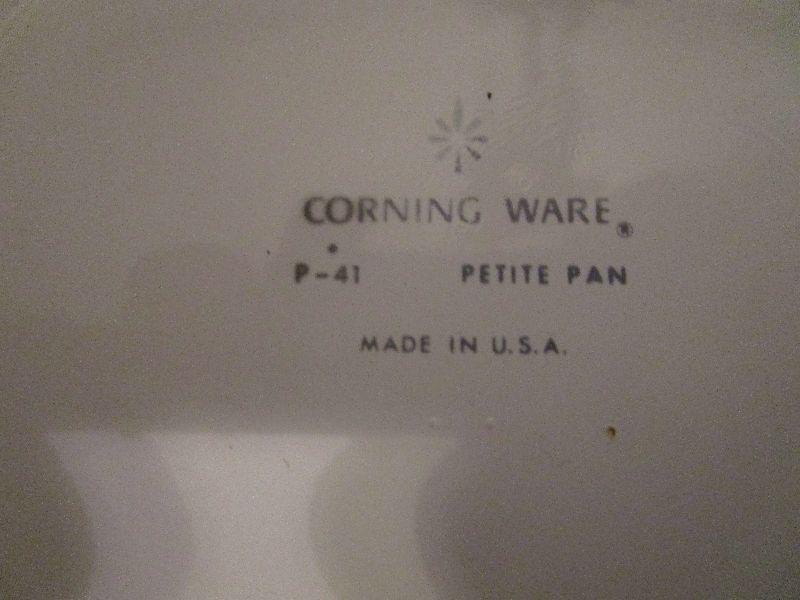 CORNING WARE®
P-41 PETITE PAN
MADE IN U.S.A.